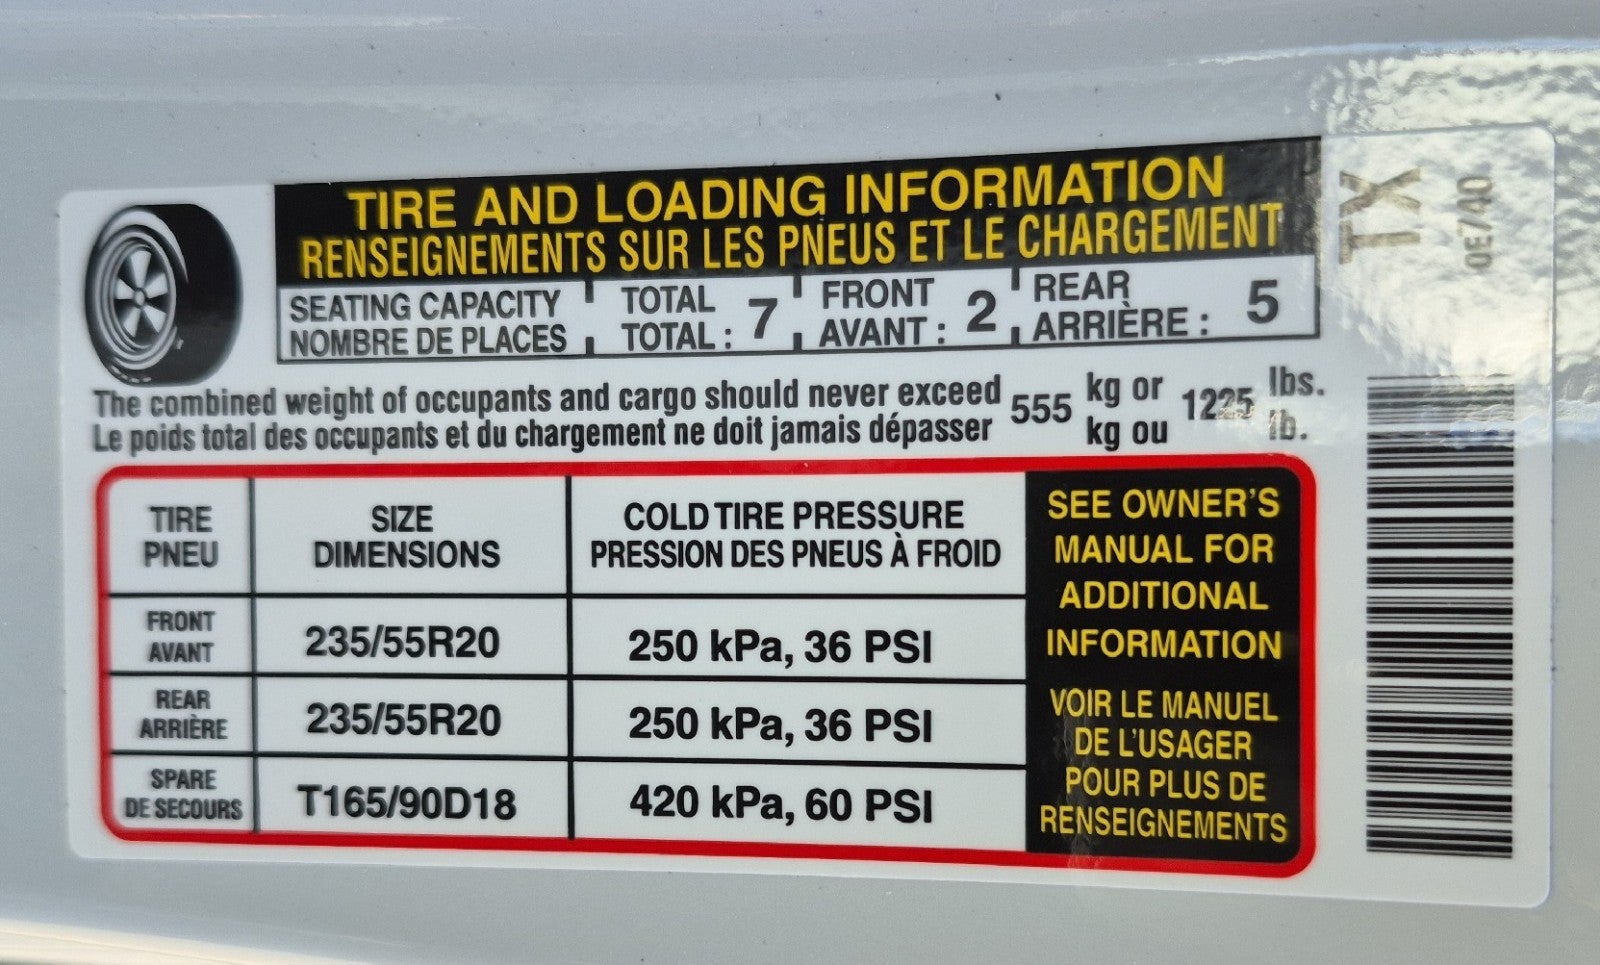 TIRE AND LOADING INFORMATION
RENSEIGNEMENTS SUR LES PNEUS ET LE CHARGEMENT
SEATING CAPACITY TOTAL 7 FRONT 2 REAR 5
NOMBRE DE PLACES TOTAL : AVANT : ARRIÈRE :
The combined weight of occupants and cargo should never exceed 555 kg or 1225 lbs.
Le poids total des occupants et du chargement ne doit jamais dépasser kg ou lb.
TIRE SIZE COLD TIRE PRESSURE
PNEU DIMENSIONS PRESSION DES PNEUS À FROID
FRONT
AVANT 235/55R20 250 kPa, 36 PSI
REAR
ARRIÈRE 235/55R20 250 kPa, 36 PSI
SPARE
DE SECOURS T165/90D18 420 kPa, 60 PSI
SEE OWNER'S
MANUAL FOR
ADDITIONAL
INFORMATION
VOIR LE MANUEL
DE L'USAGER
POUR PLUS DE
RENSEIGNEMENTS
TX
0E7/40